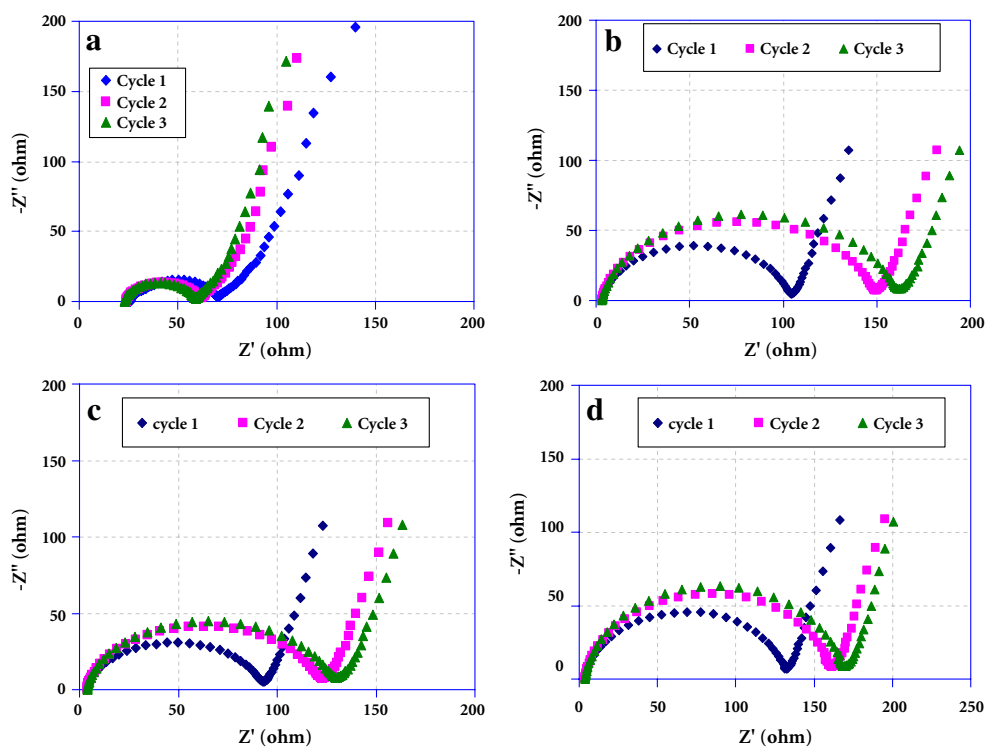 a
Cycle 1
Cycle 2
Cycle 3
200
150
100
50
0
-Z" (ohm)
0 50 100 150 200
Z' (ohm)
b
Cycle 1 Cycle 2 Cycle 3
200
150
100
50
0
-Z" (ohm)
0 50 100 150 200
Z' (ohm)
c
cycle 1 Cycle 2 Cycle 3
200
150
100
50
0
-Z" (ohm)
0 50 100 150 200
Z' (ohm)
d
cycle 1 Cycle 2 Cycle 3
200
150
100
50
0
-Z" (ohm)
0 50 100 150 200 250
Z' (ohm)